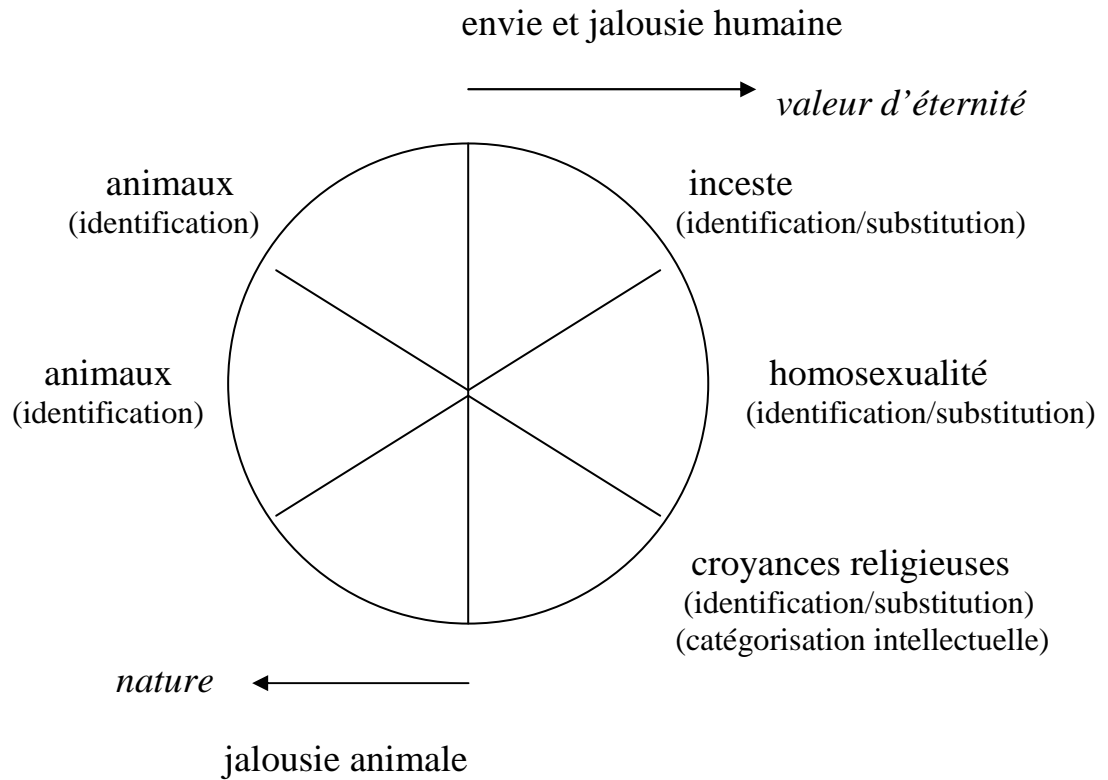 envie et jalousie humaine
valeur d'éternité
animaux
(identification)
inceste
(identification/substitution)
animaux
(identification)
homosexualité
(identification/substitution)
croyances religieuses
(identification/substitution)
(catégorisation intellectuelle)
nature
jalousie animale